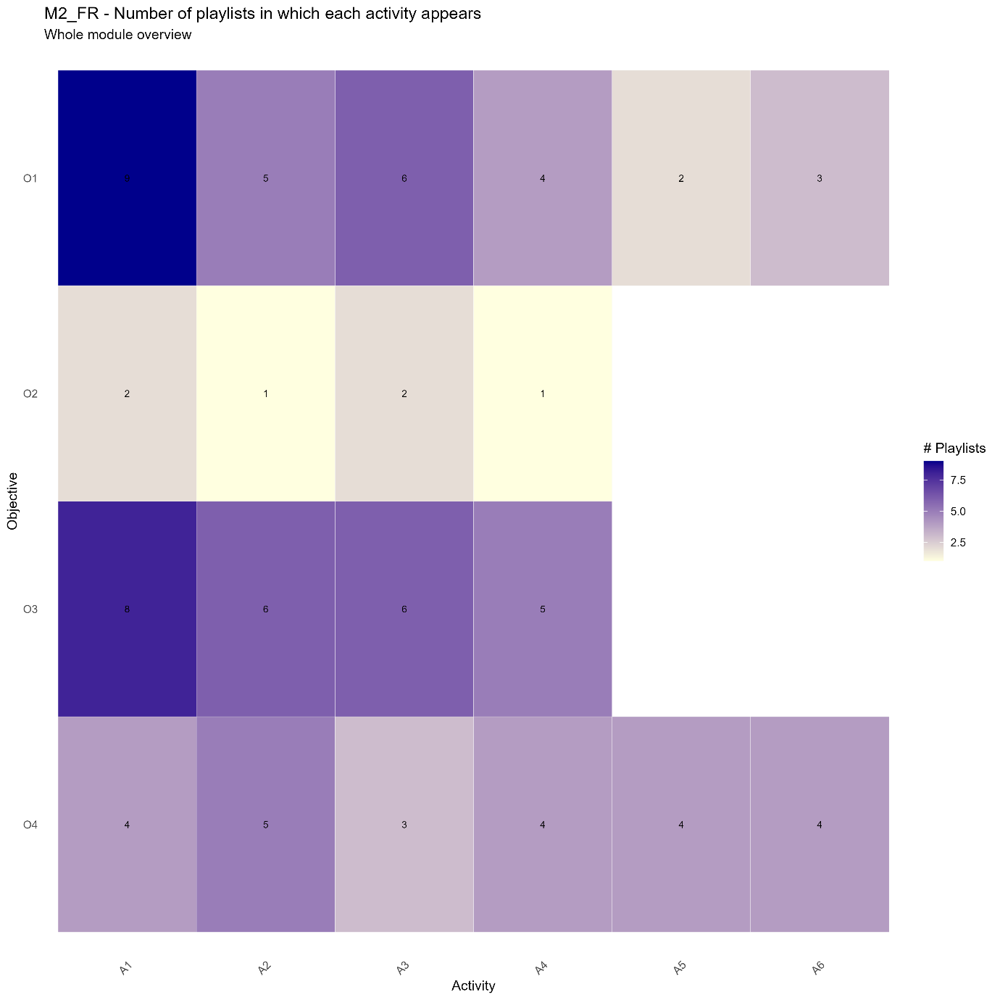 M2_FR - Number of playlists in which each activity appears
Whole module overview
O1
9
5
6
4
2
3
O2
2
1
2
1
O3
8
6
6
5
O4
4
5
3
4
4
4
Objective
A1
A2
A3
A4
A5
A6
Activity
# Playlists
7.5
5.0
2.5